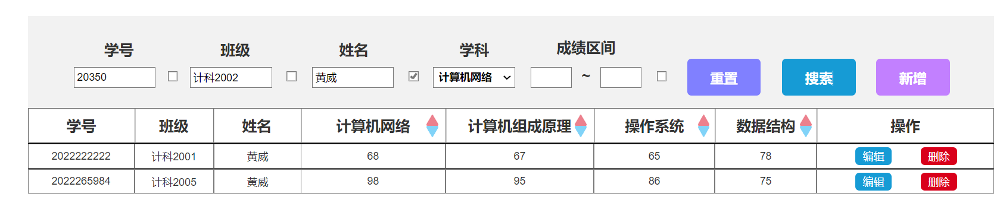 学号 班级 姓名 学科 成绩区间
20350 计科2002 黄威 计算机网络 ~ 重置 搜索 新增
学号 班级 姓名 计算机网络 计算机组成原理 操作系统 数据结构 操作
2022222222 计科2001 黄威 68 67 65 78 编辑 删除
2022265984 计科2005 黄威 98 95 86 75 编辑 删除